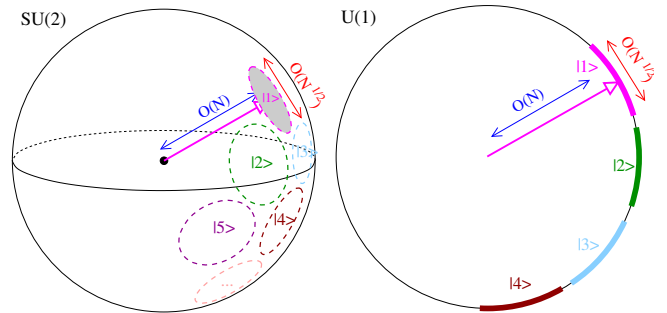 SU(2)
O(N)
|1>
O(N^1/2)
|2>
|3>
|4>
|5>
...
U(1)
O(N)
|1>
O(N^1/2)
|2>
|3>
|4>